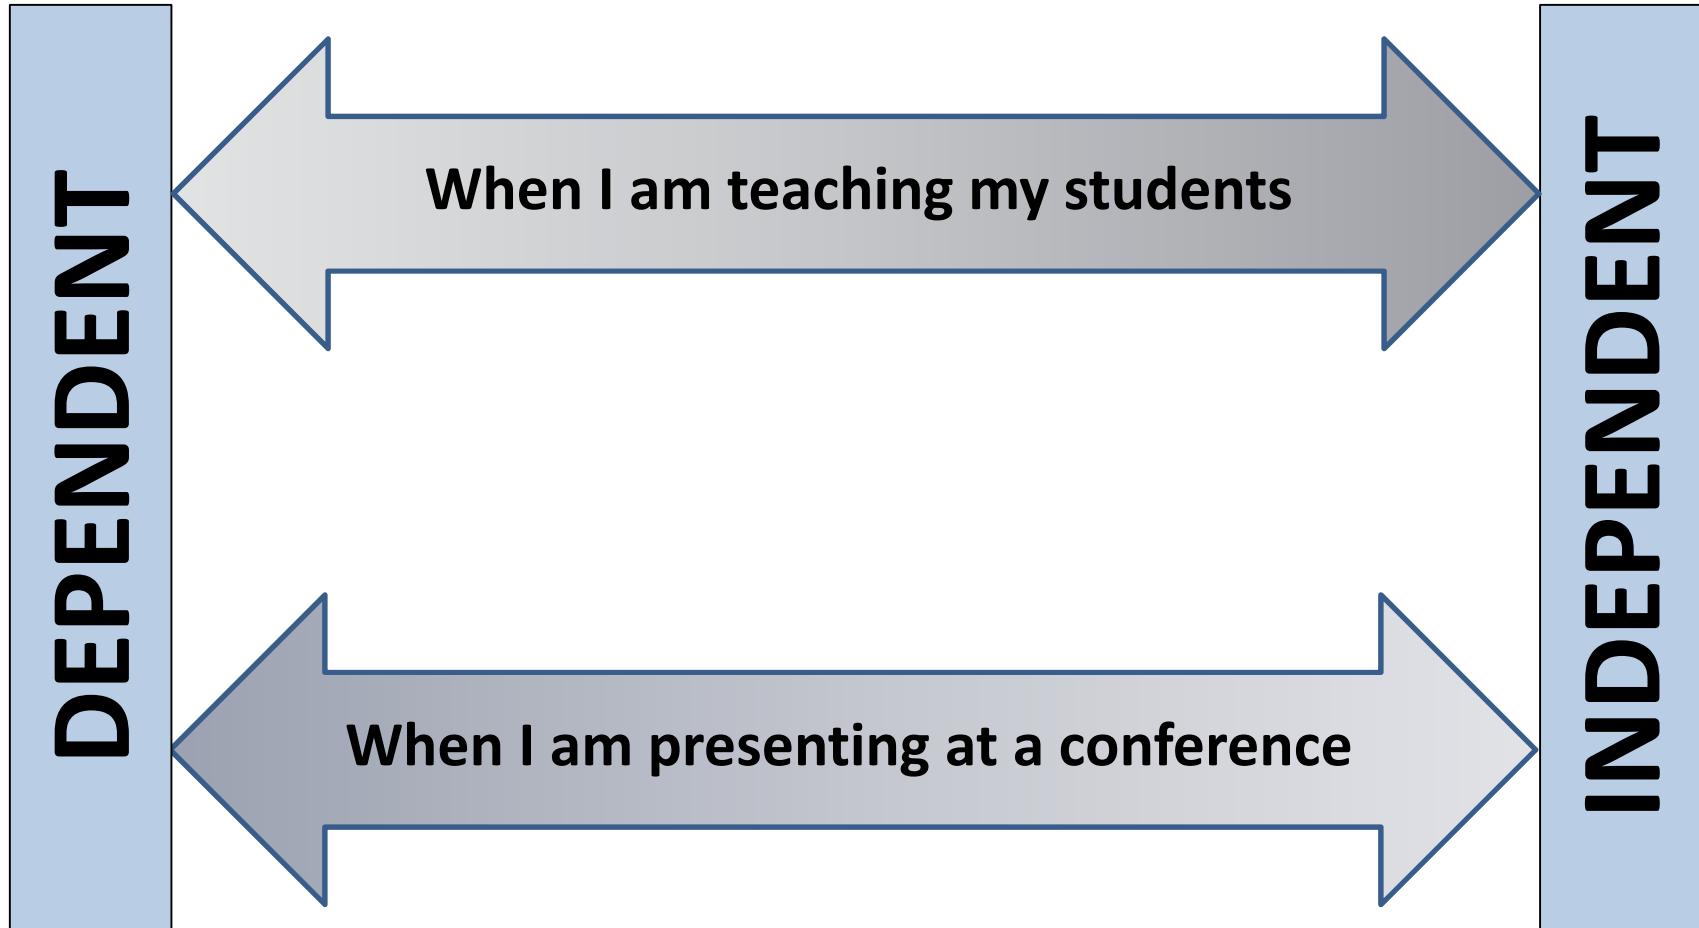 DEPENDENT
When I am teaching my students
When I am presenting at a conference
INDEPENDENT